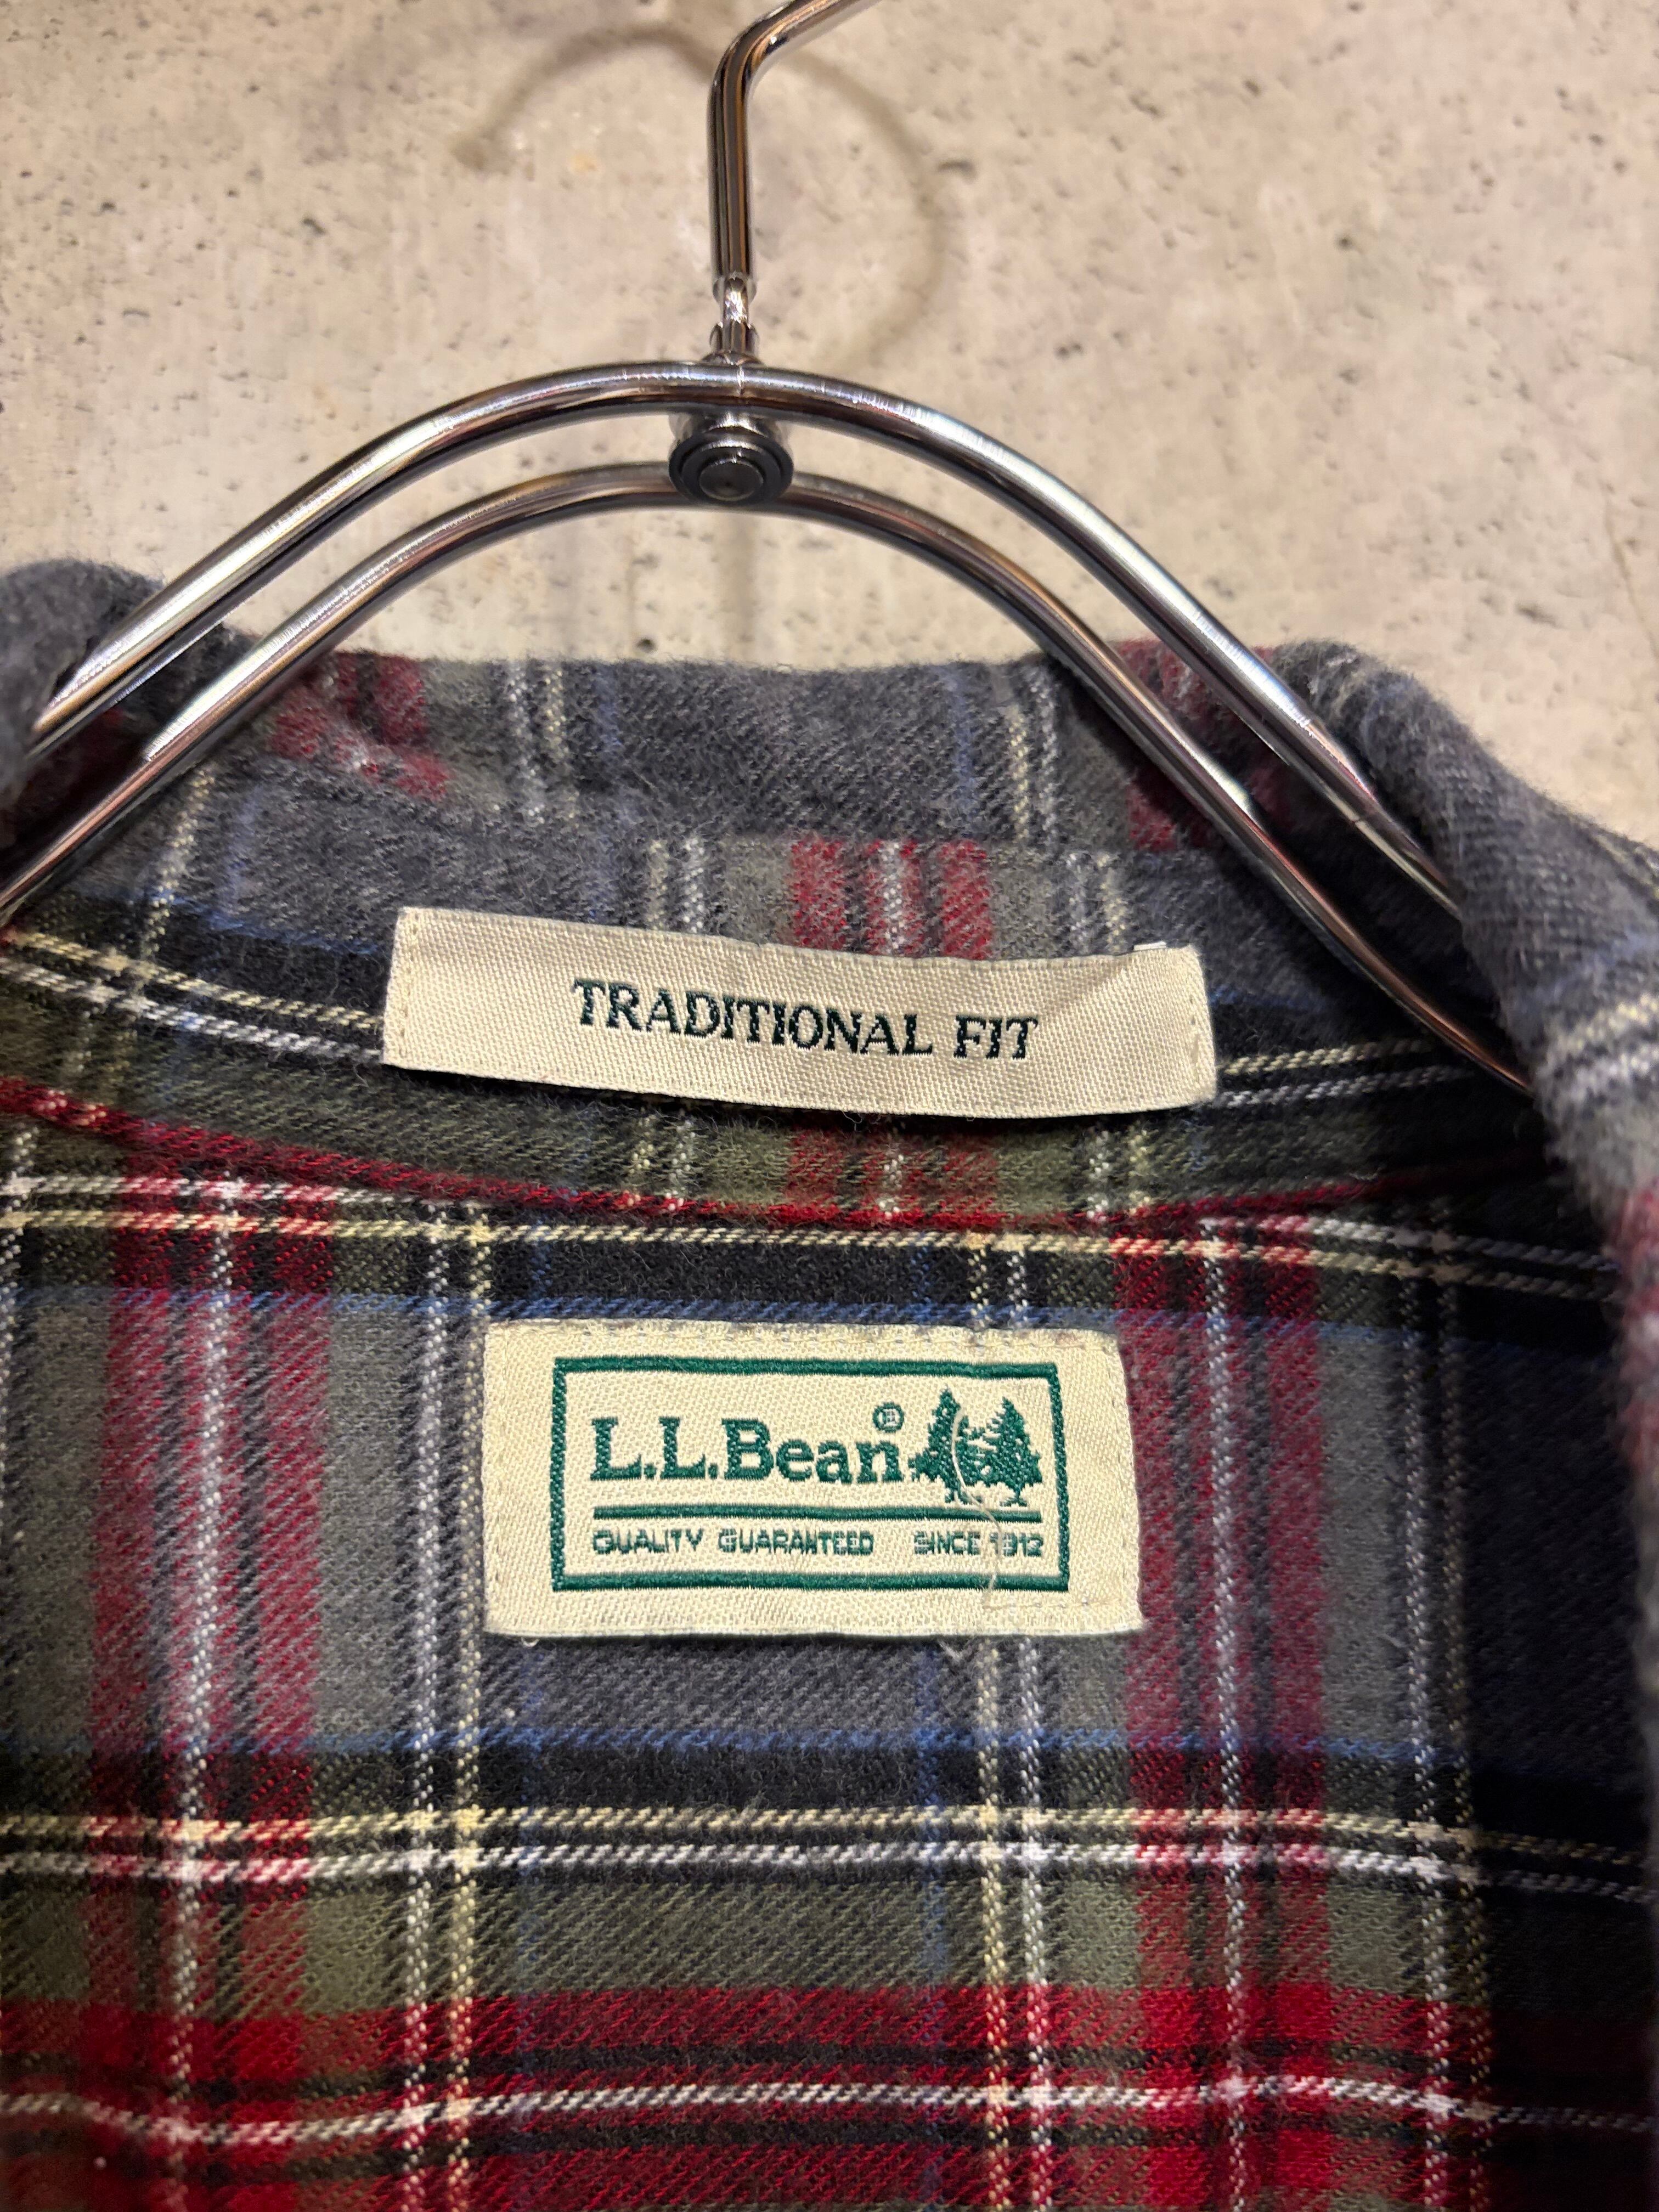 TRADITIONAL FIT
L.L.Bean®
QUALITY GUARANTEED SINCE 1912